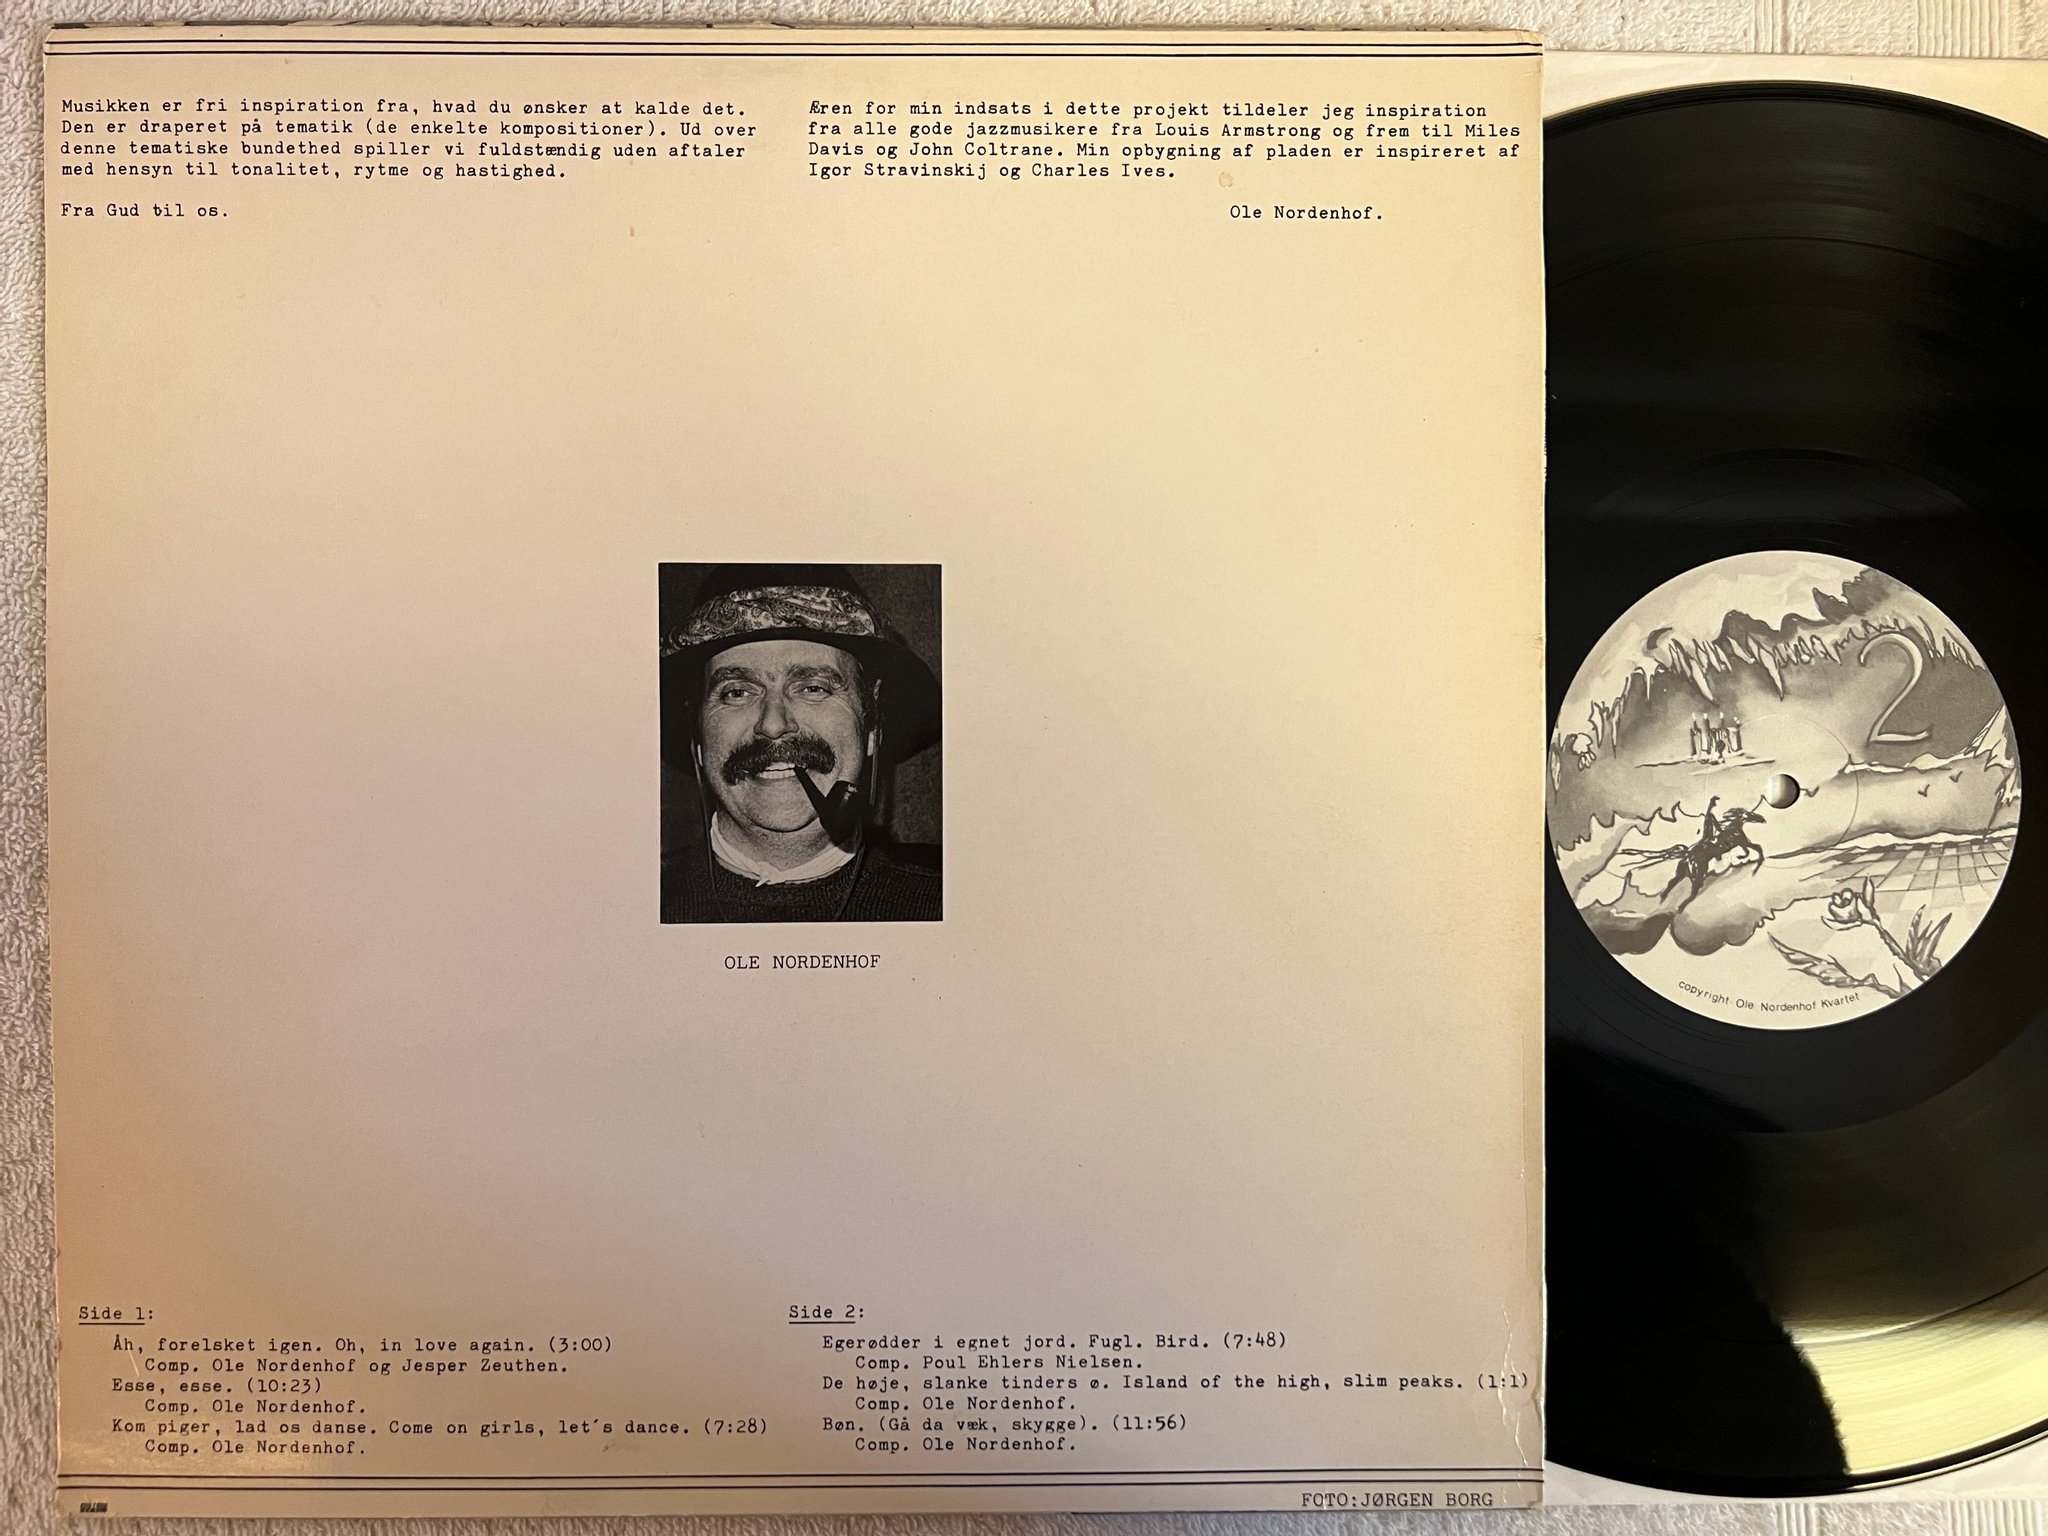 Musikken er fri inspiration fra, hvad du ønsker at kalde det.
Den er draperet på tematik (de enkelte kompositioner). Ud over
denne tematiske bundethed spiller vi fuldstændig uden aftaler
med hensyn til tonalitet, rytme og hastighed.
Fra Gud til os.
Æren for min indsats i dette projekt tildeler jeg inspiration
fra alle gode jazzmusikere fra Louis Armstrong og frem til Miles
Davis og John Coltrane. Min opbygning af pladen er inspireret af
Igor Stravinskij og Charles Ives.
Ole Nordenhof.
OLE NORDENHOF
Side 1:
Åh, forelsket igen. Oh, in love again. (3:00)
Comp. Ole Nordenhof og Jesper Zeuthen.
Esse, esse. (10:23)
Comp. Ole Nordenhof.
Kom piger, lad os danse. Come on girls, let´s dance. (7:28)
Comp. Ole Nordenhof.
Side 2:
Egerødder i egnet jord. Fugl. Bird. (7:48)
Comp. Poul Ehlers Nielsen.
De høje, slanke tinders ø. Island of the high, slim peaks. (1:1)
Comp. Ole Nordenhof.
Bøn. (Gå da væk, skygge). (11:56)
Comp. Ole Nordenhof.
FOTO:JØRGEN BORG
2
copyright: Ole Nordenhof Kvartet